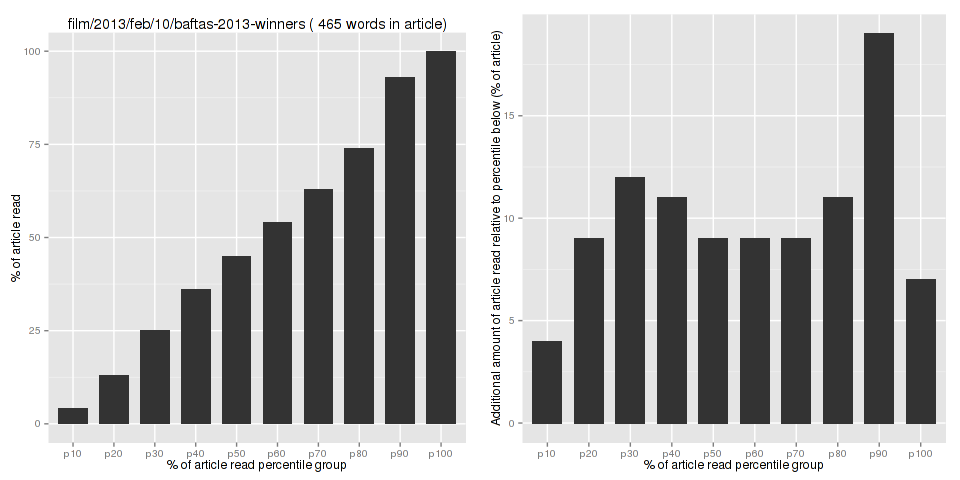 film/2013/feb/10/baftas-2013-winners ( 465 words in article)
% of article read
100
75
50
25
0
p10 p20 p30 p40 p50 p60 p70 p80 p90 p100
% of article read percentile group
Additional amount of article read relative to percentile below (% of article)
15
10
5
0
p10 p20 p30 p40 p50 p60 p70 p80 p90 p100
% of article read percentile group